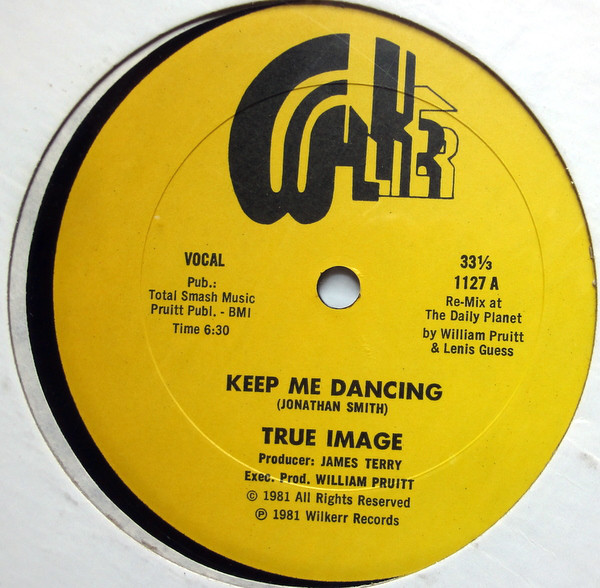 WILKERR
VOCAL
Pub.:
Total Smash Music
Pruitt Publ. - BMI
Time 6:30
33⅓
1127 A
Re-Mix at
The Daily Planet
by William Pruitt
& Lenis Guess
KEEP ME DANCING
(JONATHAN SMITH)
TRUE IMAGE
Producer: JAMES TERRY
Exec. Prod. WILLIAM PRUITT
© 1981 All Rights Reserved
℗ 1981 Wilkerr Records